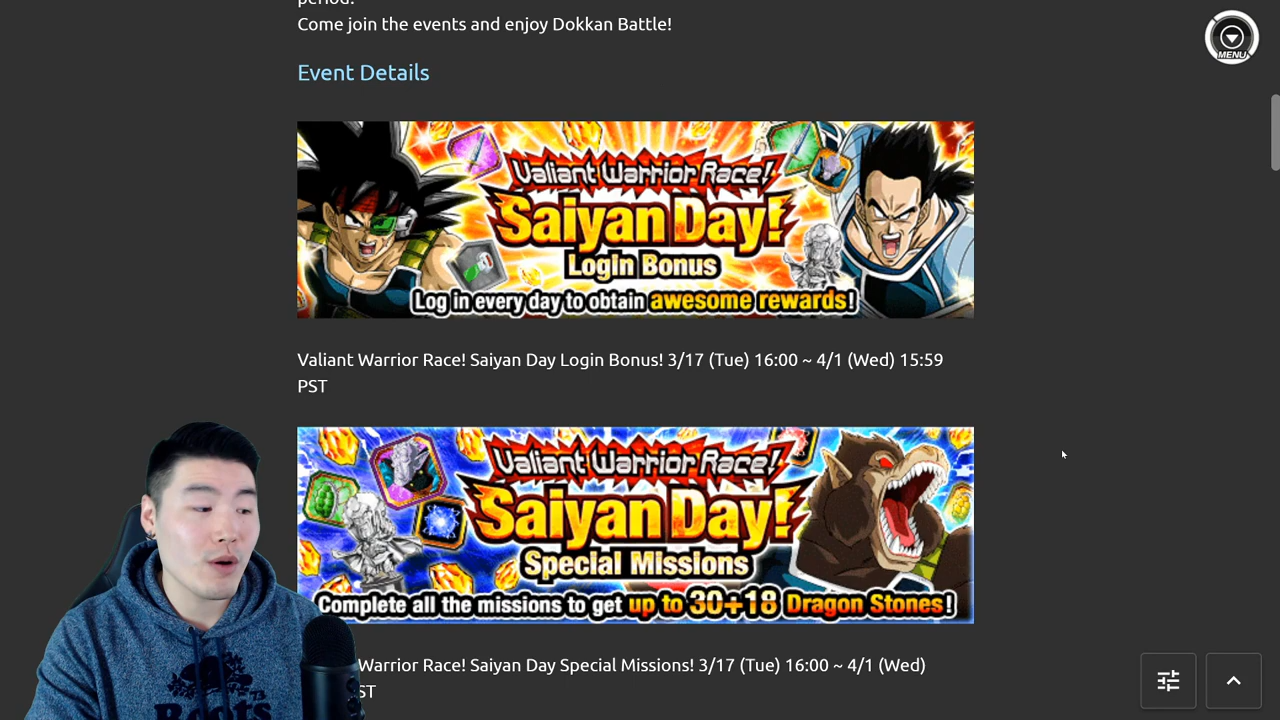 period.
Come join the events and enjoy Dokkan Battle!
MENU
Event Details
Valiant Warrior Race!
Saiyan Day!
Login Bonus
Log in every day to obtain awesome rewards!
Valiant Warrior Race! Saiyan Day Login Bonus! 3/17 (Tue) 16:00 ~ 4/1 (Wed) 15:59
PST
Valiant Warrior Race!
Saiyan Day!
Special Missions
Complete all the missions to get up to 30+18 Dragon Stones!
Warrior Race! Saiyan Day Special Missions! 3/17 (Tue) 16:00 ~ 4/1 (Wed)
ST
Roots